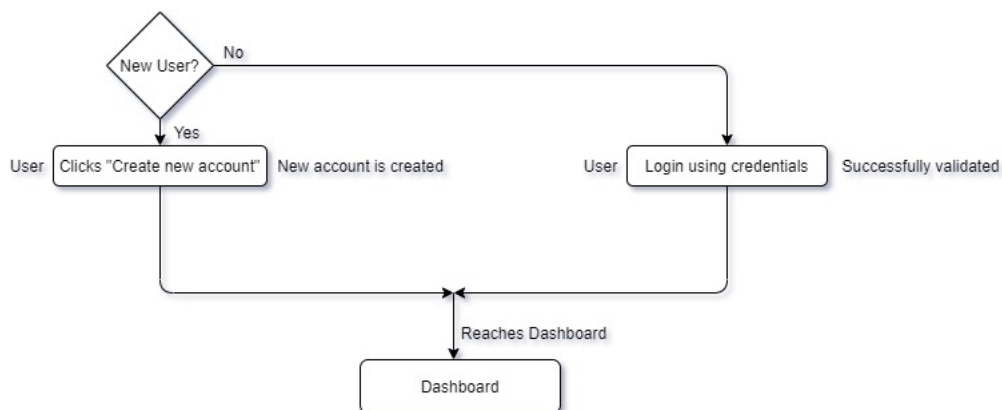 No
New User?
Yes
User
Clicks "Create new account"
New account is created
User
Login using credentials
Successfully validated
Reaches Dashboard
Dashboard